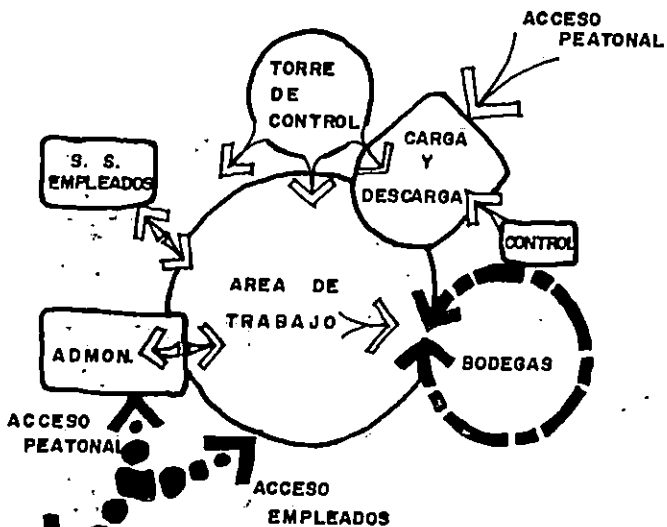 ACCESO
PEATONAL
TORRE
DE
CONTROL
CARGA
Y
DESCARGA
S. S.
EMPLEADOS
CONTROL
AREA DE
TRABAJO
ADMON.
BODEGAS
ACCESO
PEATONAL
ACCESO
EMPLEADOS